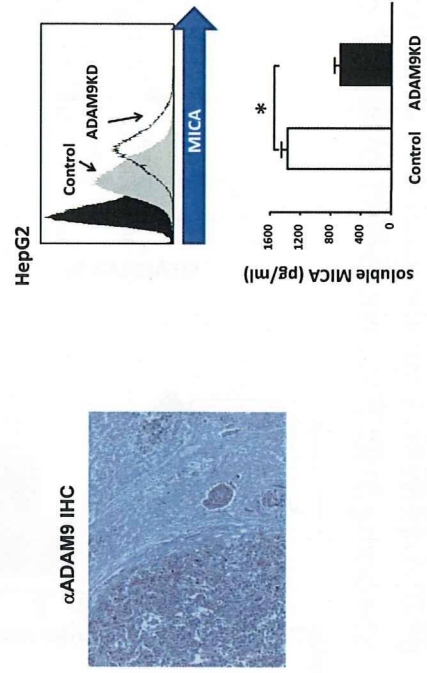 αADAM9 IHC
HepG2
Control
ADAM9KD
MICA
soluble MICA (pg/ml)
1600
1200
800
400
0
*
Control
ADAM9KD